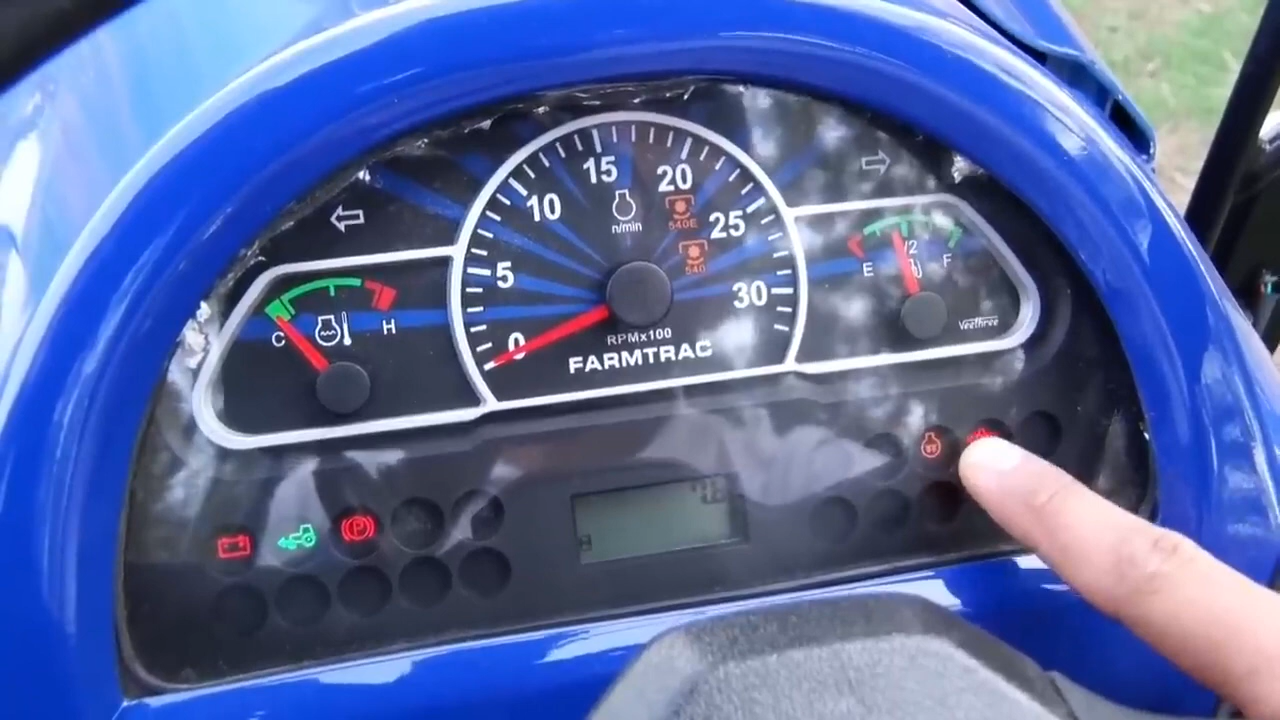 15
20
10
n/min
540E
25
5
540
1/2
E
F
30
C
H
0
RPMx100
FARMTRAC
Veethree
P